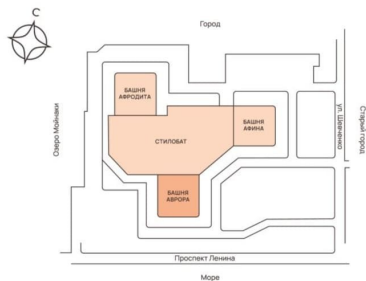 С
Город
БАШНЯ
АФРОДИТА
БАШНЯ
АФИНА
СТИЛОБАТ
БАШНЯ
АВРОРА
Озеро Мойнаки
ул. Шевченко
Старый город
Проспект Ленина
Море